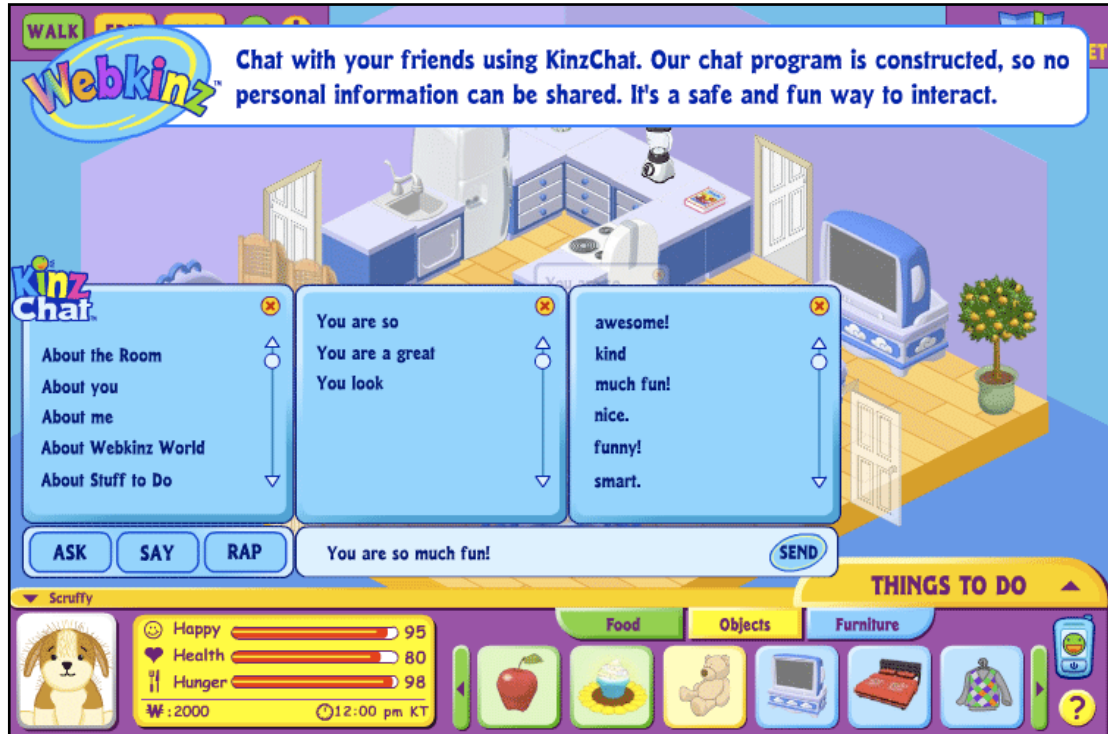 WALK
Webkinz™
Chat with your friends using KinzChat. Our chat program is constructed, so no
personal information can be shared. It's a safe and fun way to interact.
ET
Kinz
Chat™
About the Room
About you
About me
About Webkinz World
About Stuff to Do
You are so
You are a great
You look
awesome!
kind
much fun!
nice.
funny!
smart.
ASK
SAY
RAP
You are so much fun!
SEND
THINGS TO DO
Scruffy
Happy 95
Health 80
Hunger 98
₩:2000 12:00 pm KT
Food
Objects
Furniture
?